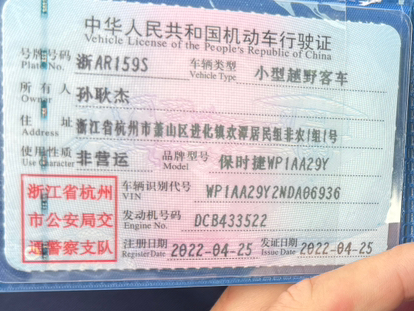 中华人民共和国机动车行驶证
Vehicle License of the People's Republic of China
号牌号码 浙AR159S 车辆类型 小型越野客车
Plate No. Vehicle Type
所有人 孙耿杰
Owner
住址 浙江省杭州市萧山区进化镇欢潭居民组非农1组1号
Address
使用性质 非营运 品牌型号 保时捷WP1AA29Y
Use Character Model
浙江省杭州
市公安局交
通警察支队
车辆识别代号 WP1AA29Y2NDA06936
VIN
发动机号码 DCB433522
Engine No.
注册日期 2022-04-25 发证日期 2022-04-25
Register Date Issue Date